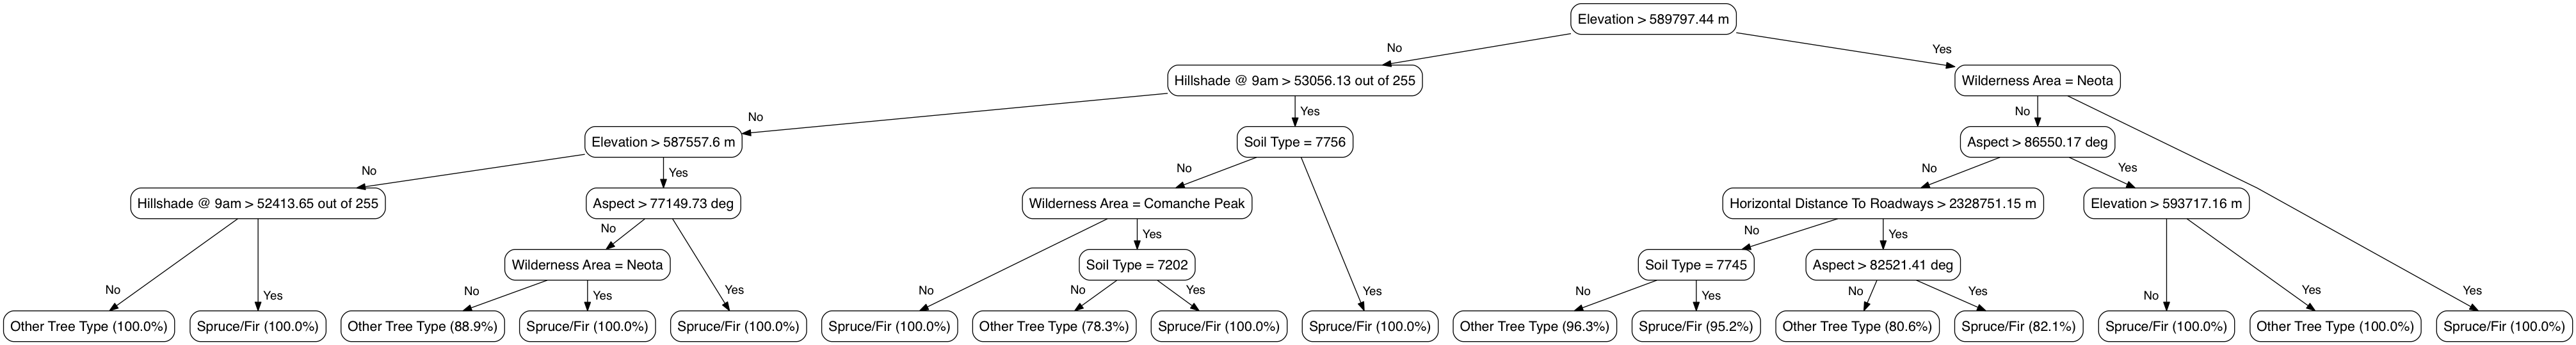 Elevation > 589797.44 m
No
Yes
Hillshade @ 9am > 53056.13 out of 255
Wilderness Area = Neota
No
Yes
No
Elevation > 587557.6 m
Soil Type = 7756
Aspect > 86550.17 deg
No
Yes
No
No
Yes
Hillshade @ 9am > 52413.65 out of 255
Aspect > 77149.73 deg
Wilderness Area = Comanche Peak
Horizontal Distance To Roadways > 2328751.15 m
Elevation > 593717.16 m
No
Yes
No
Yes
Wilderness Area = Neota
Soil Type = 7202
Soil Type = 7745
Aspect > 82521.41 deg
No
Yes
No
Yes
Yes
No
No
Yes
Yes
No
Yes
No
Yes
No
Yes
Yes
Other Tree Type (100.0%)
Spruce/Fir (100.0%)
Other Tree Type (88.9%)
Spruce/Fir (100.0%)
Spruce/Fir (100.0%)
Spruce/Fir (100.0%)
Other Tree Type (78.3%)
Spruce/Fir (100.0%)
Spruce/Fir (100.0%)
Other Tree Type (96.3%)
Spruce/Fir (95.2%)
Other Tree Type (80.6%)
Spruce/Fir (82.1%)
Spruce/Fir (100.0%)
Other Tree Type (100.0%)
Spruce/Fir (100.0%)